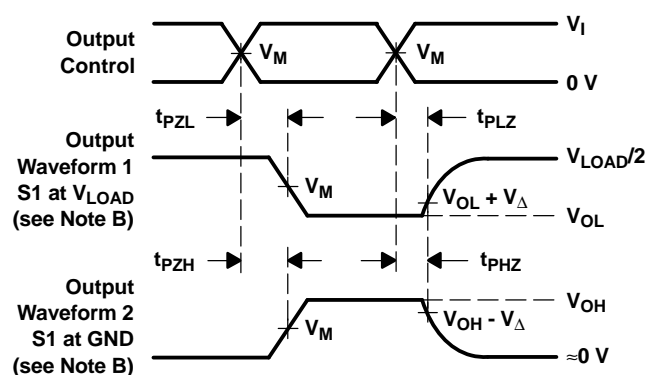 Output
Control
V_M
V_M
V_I
0 V
t_PZL
t_PLZ
Output
Waveform 1
S1 at V_LOAD
(see Note B)
V_M
V_LOAD/2
V_OL + V_Δ
V_OL
t_PZH
t_PHZ
Output
Waveform 2
S1 at GND
(see Note B)
V_M
V_OH
V_OH - V_Δ
≈0 V